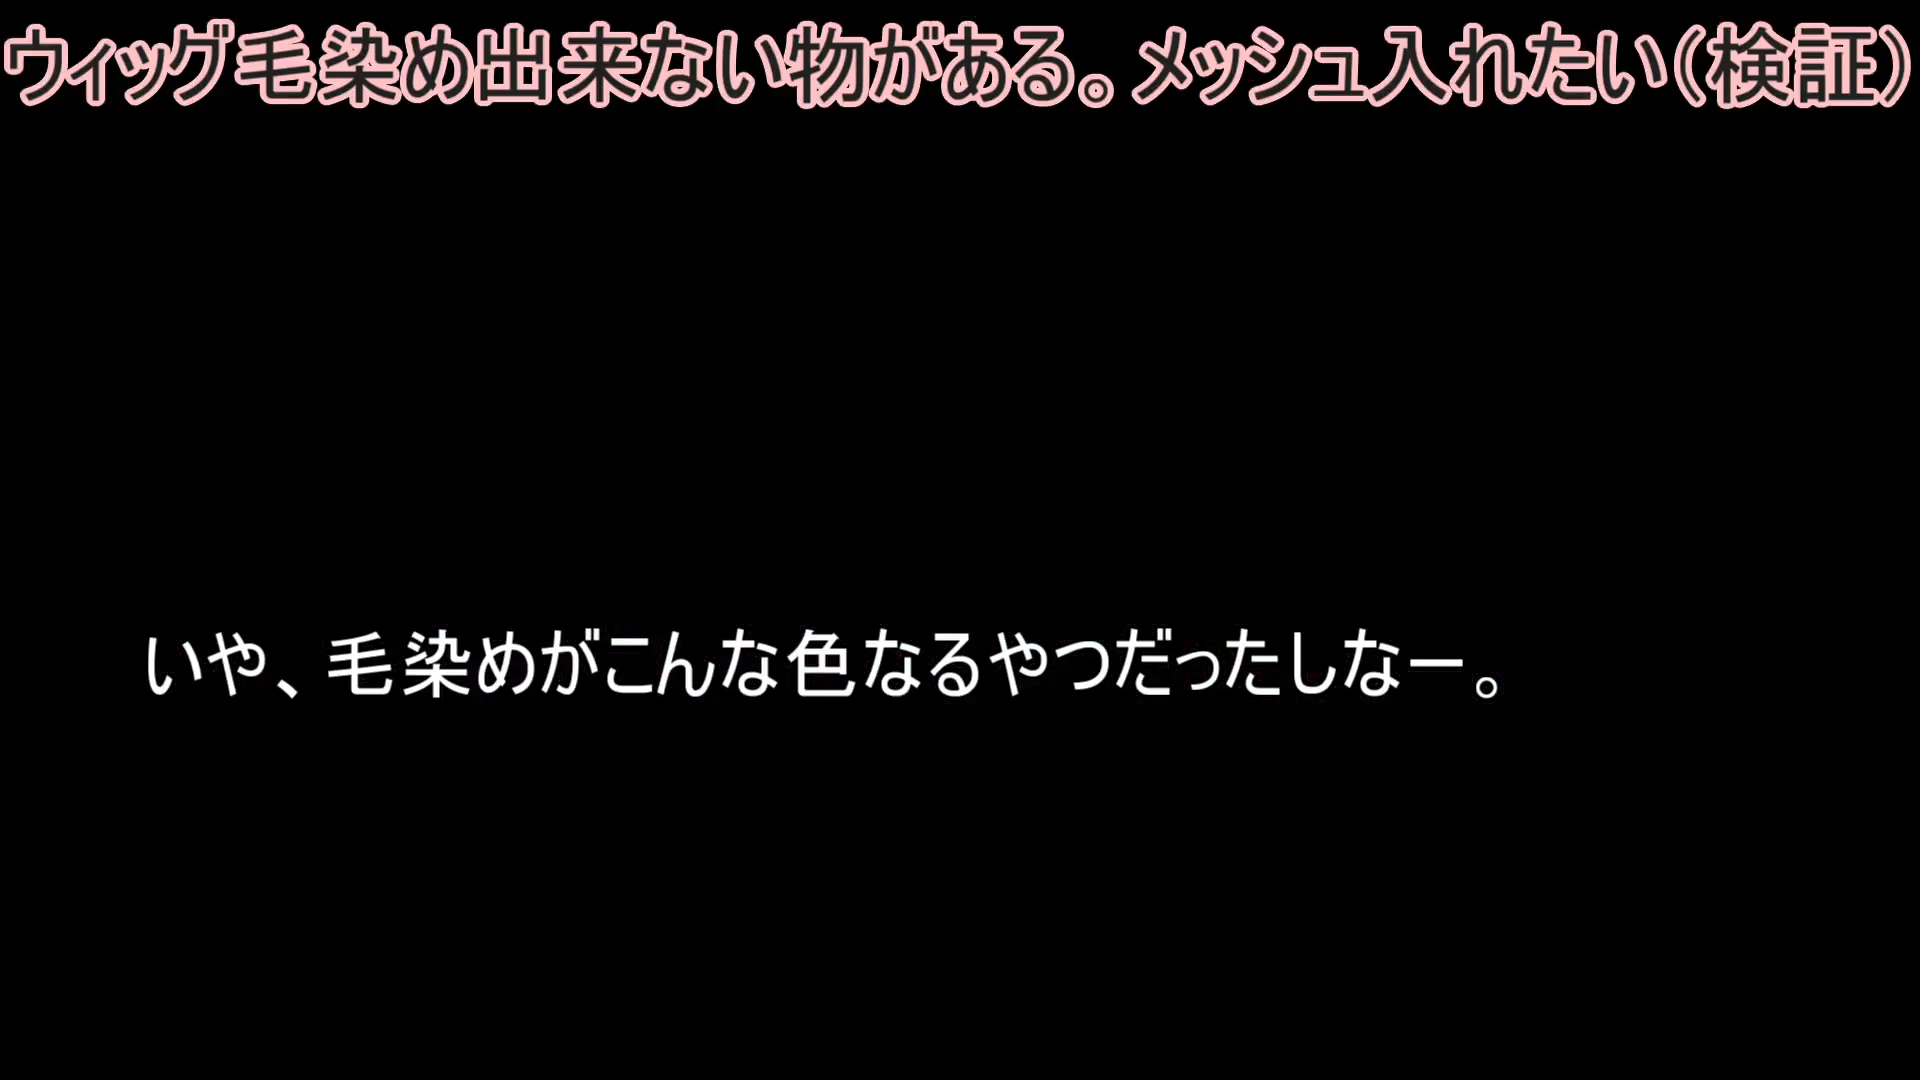 ウィッグ毛染め出来ない物がある。メッシュ入れたい（検証）
いや、毛染めがこんな色なるやつだったしなー。